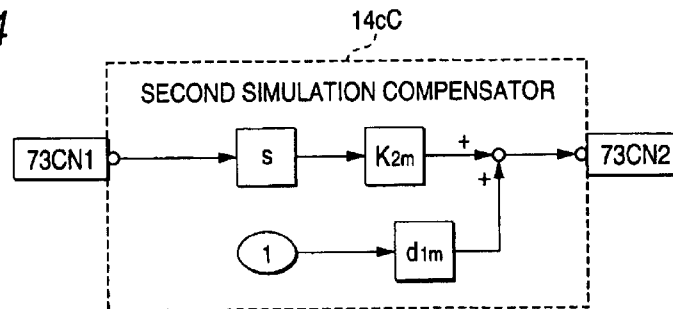 4
14cC
SECOND SIMULATION COMPENSATOR
73CN1
s
K2m
+
73CN2
+
1
d1m